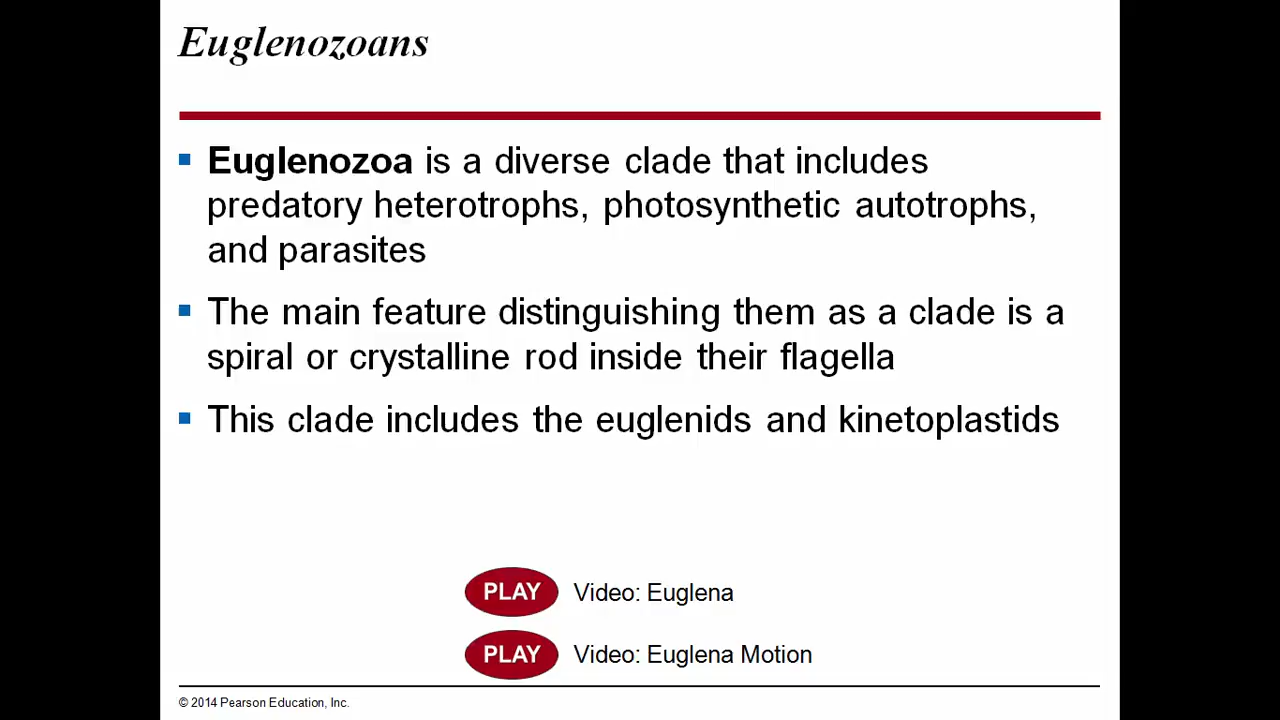 Euglenozoans
Euglenozoa is a diverse clade that includes
predatory heterotrophs, photosynthetic autotrophs,
and parasites
The main feature distinguishing them as a clade is a
spiral or crystalline rod inside their flagella
This clade includes the euglenids and kinetoplastids
PLAY Video: Euglena
PLAY Video: Euglena Motion
© 2014 Pearson Education, Inc.